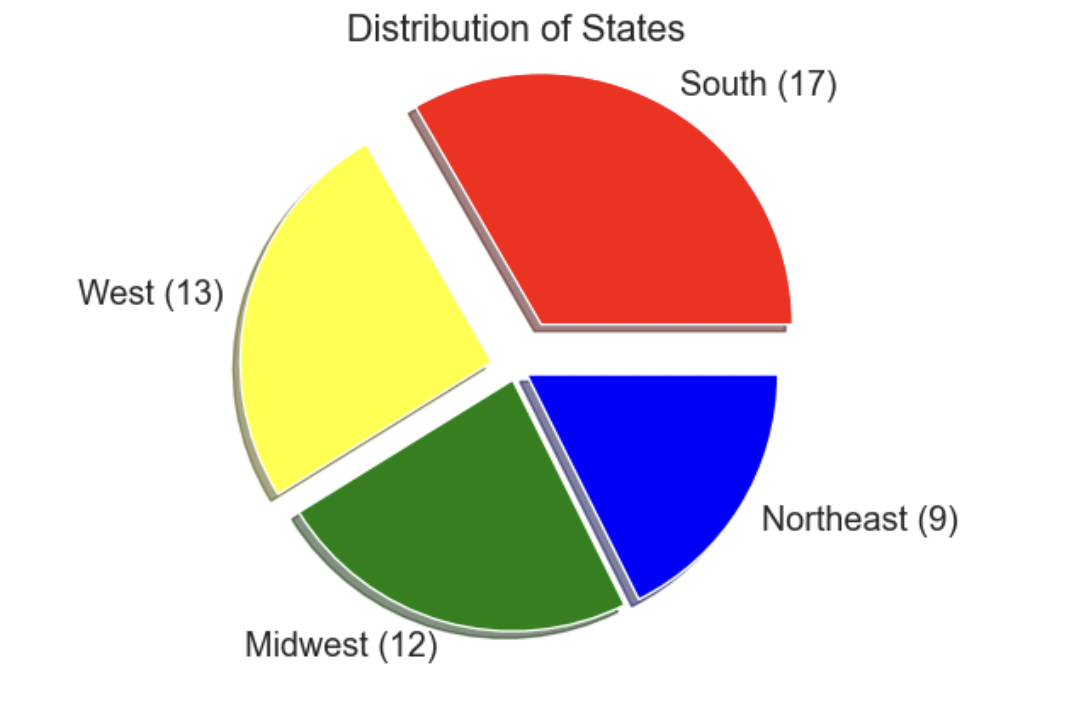 Distribution of States
South (17)
West (13)
Northeast (9)
Midwest (12)